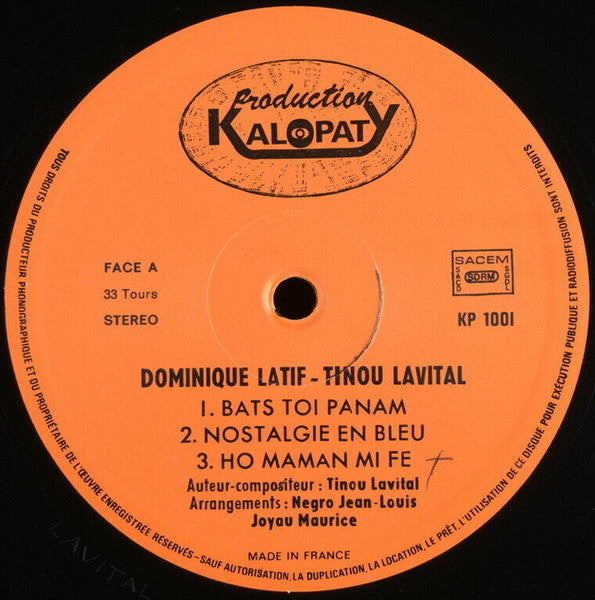 Production
KALOPATY
FACE A
33 Tours
STEREO
SACEM
SACD
SDRM
SGDL
KP 1001
DOMINIQUE LATIF - TINOU LAVITAL
1. BATS TOI PANAM
2. NOSTALGIE EN BLEU
3. HO MAMAN MI FE
Auteur-compositeur : Tinou Lavital
Arrangements : Negro Jean-Louis
Joyau Maurice
MADE IN FRANCE
TOUS DROITS DU PRODUCTEUR PHONOGRAPHIQUE ET DU PROPRIÉTAIRE DE L'ŒUVRE ENREGISTRÉE RÉSERVÉS - SAUF AUTORISATION, LA DUPLICATION, LA LOCATION, LE PRÊT, L'UTILISATION DE CE DISQUE POUR EXÉCUTION PUBLIQUE ET RADIODIFFUSION SONT INTERDITS
LAVITAL